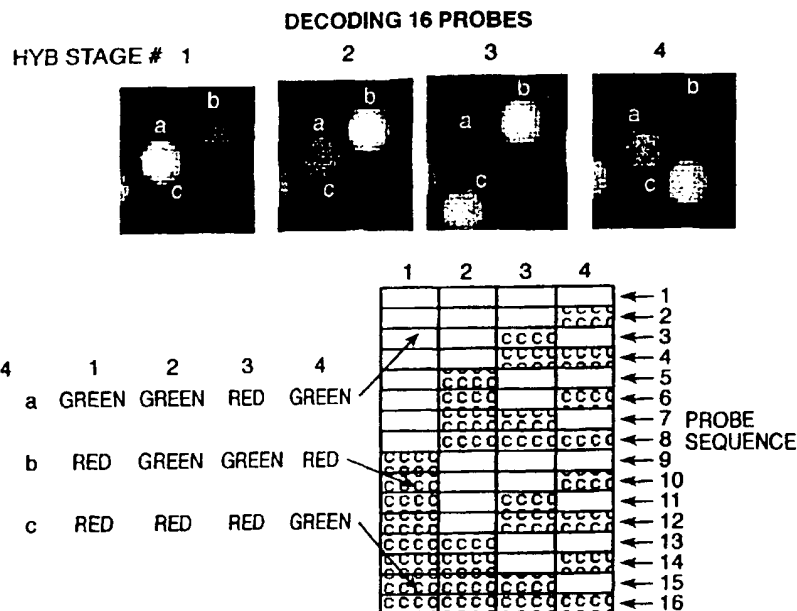 DECODING 16 PROBES
HYB STAGE # 1 2 3 4
a b c
a b c
a b c
a b c
1 2 3 4
1
2
3
4
5
6
7 PROBE
8 SEQUENCE
9
10
11
12
13
14
15
16
4 1 2 3 4
a GREEN GREEN RED GREEN
b RED GREEN GREEN RED
c RED RED RED GREEN